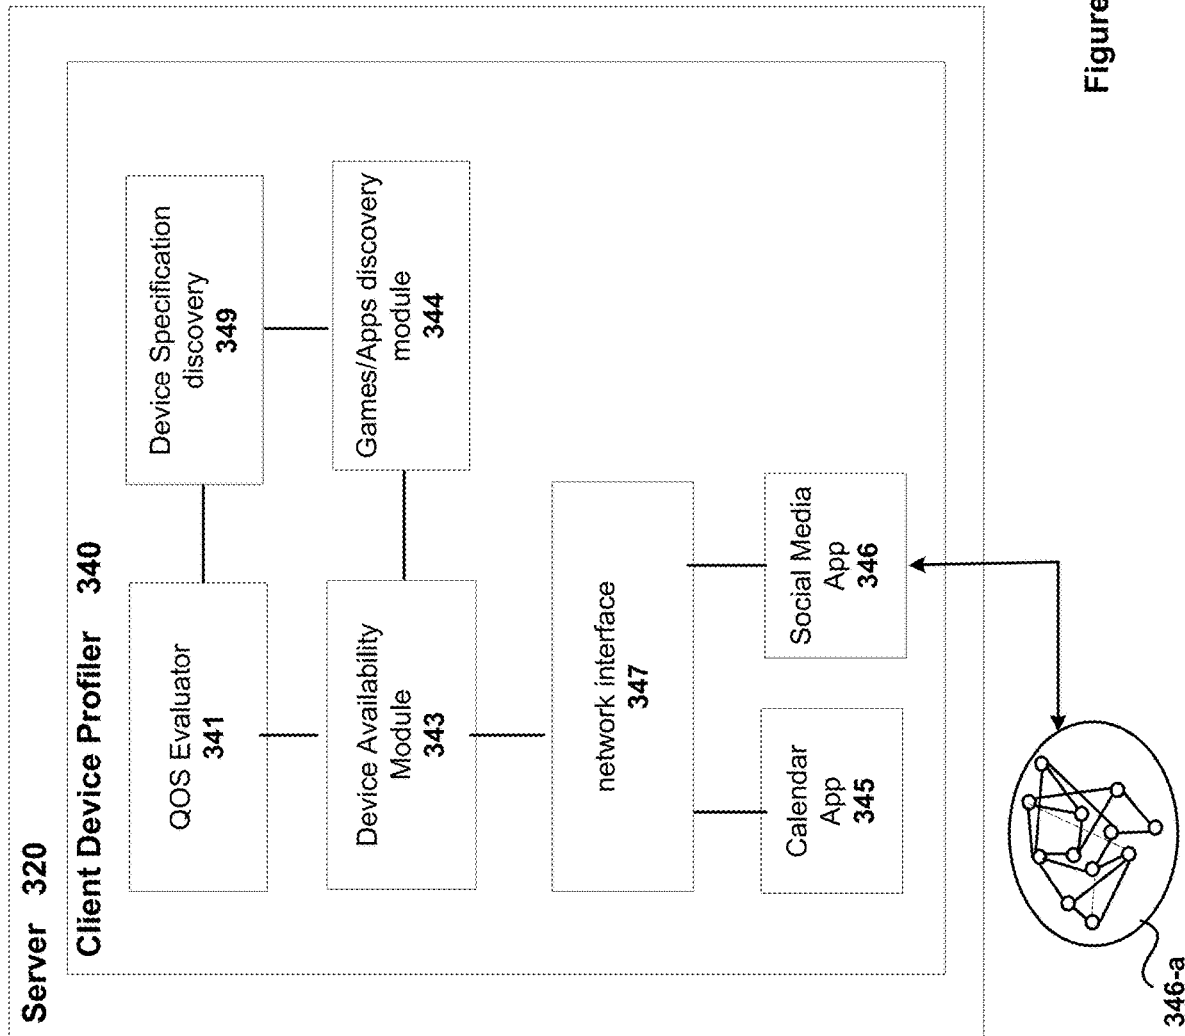 Server 320
Client Device Profiler 340
QOS Evaluator
341
Device Specification
discovery
349
Device Availability
Module
343
Games/Apps discovery
module
344
network interface
347
Calendar
App
345
Social Media
App
346
346-a
Figure